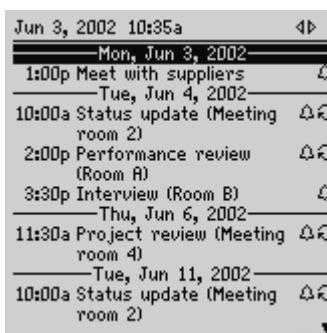 Jun 3, 2002 10:35a
Mon, Jun 3, 2002
1:00p Meet with suppliers
Tue, Jun 4, 2002
10:00a Status update (Meeting
room 2)
2:00p Performance review
(Room A)
3:30p Interview (Room B)
Thu, Jun 6, 2002
11:30a Project review (Meeting
room 4)
Tue, Jun 11, 2002
10:00a Status update (Meeting
room 2)